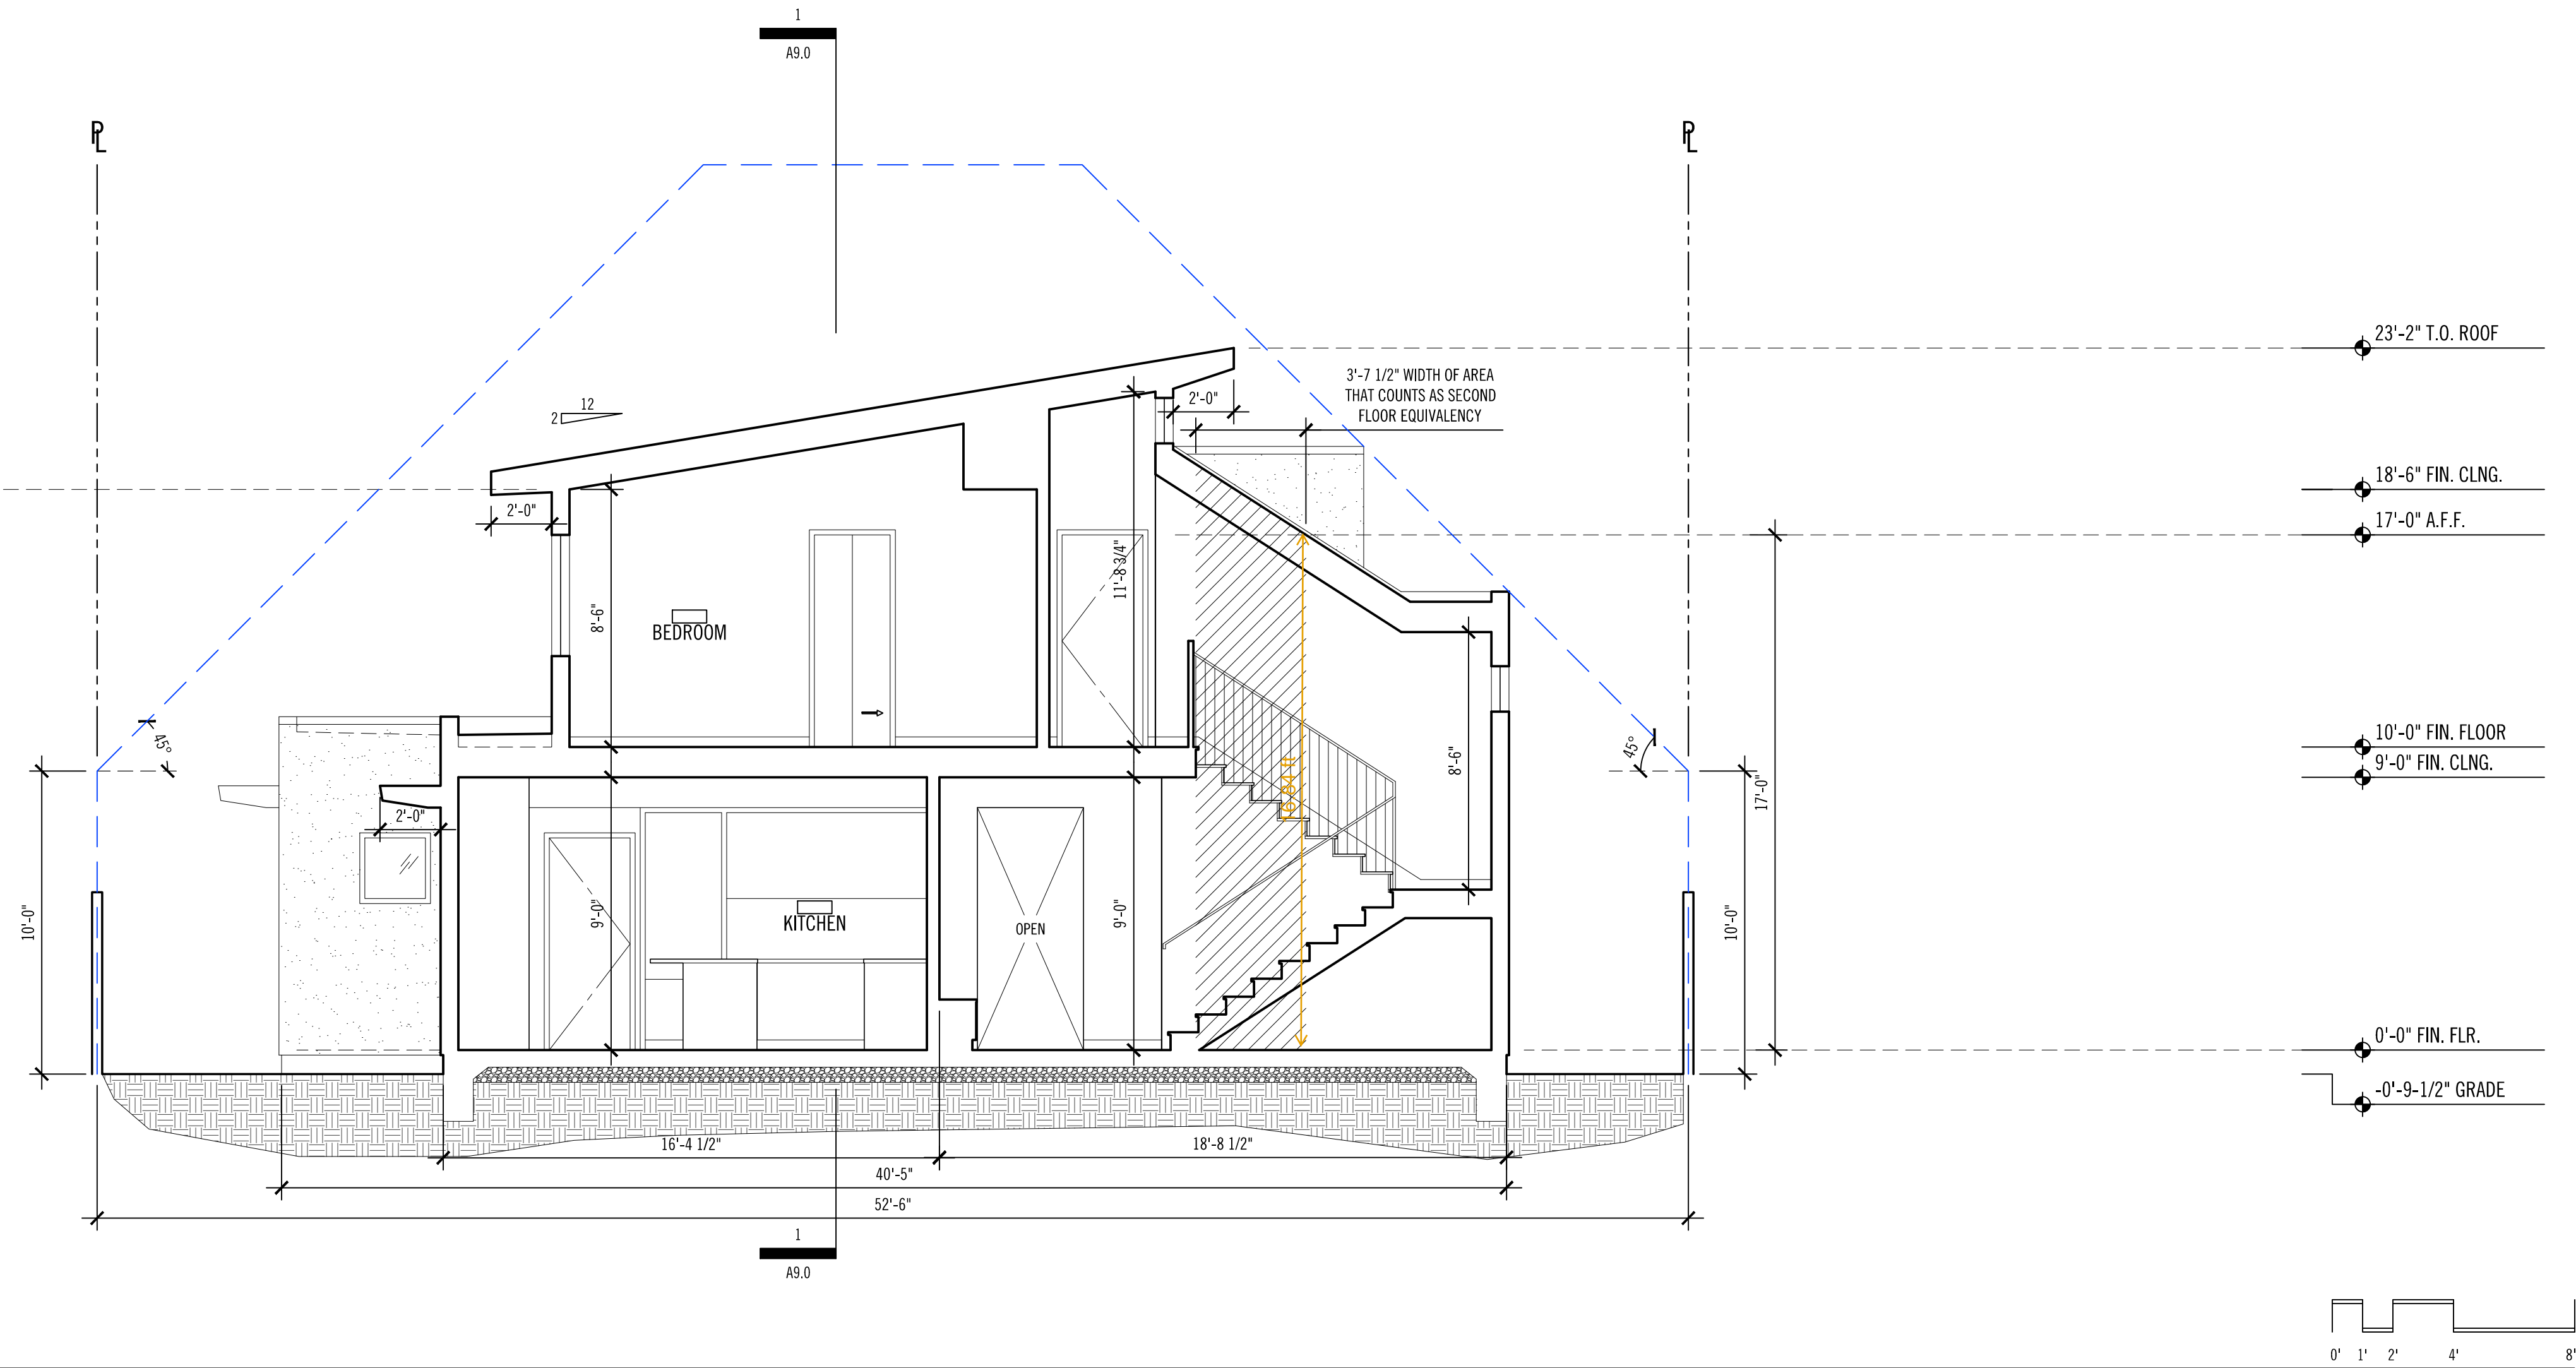 1
A9.0
PL
PL
23'-2" T.O. ROOF
3'-7 1/2" WIDTH OF AREA
THAT COUNTS AS SECOND
FLOOR EQUIVALENCY
2'-0"
12
2
18'-6" FIN. CLNG.
2'-0"
17'-0" A.F.F.
11'-8 3/4"
8'-6"
BEDROOM
10'-0" FIN. FLOOR
45°
45°
8'-6"
9'-0" FIN. CLNG.
16.84 ft
17'-0"
2'-0"
10'-0"
9'-0"
KITCHEN
OPEN
9'-0"
10'-0"
0'-0" FIN. FLR.
-0'-9-1/2" GRADE
16'-4 1/2"
18'-8 1/2"
40'-5"
52'-6"
1
A9.0
0' 1' 2' 4' 8'